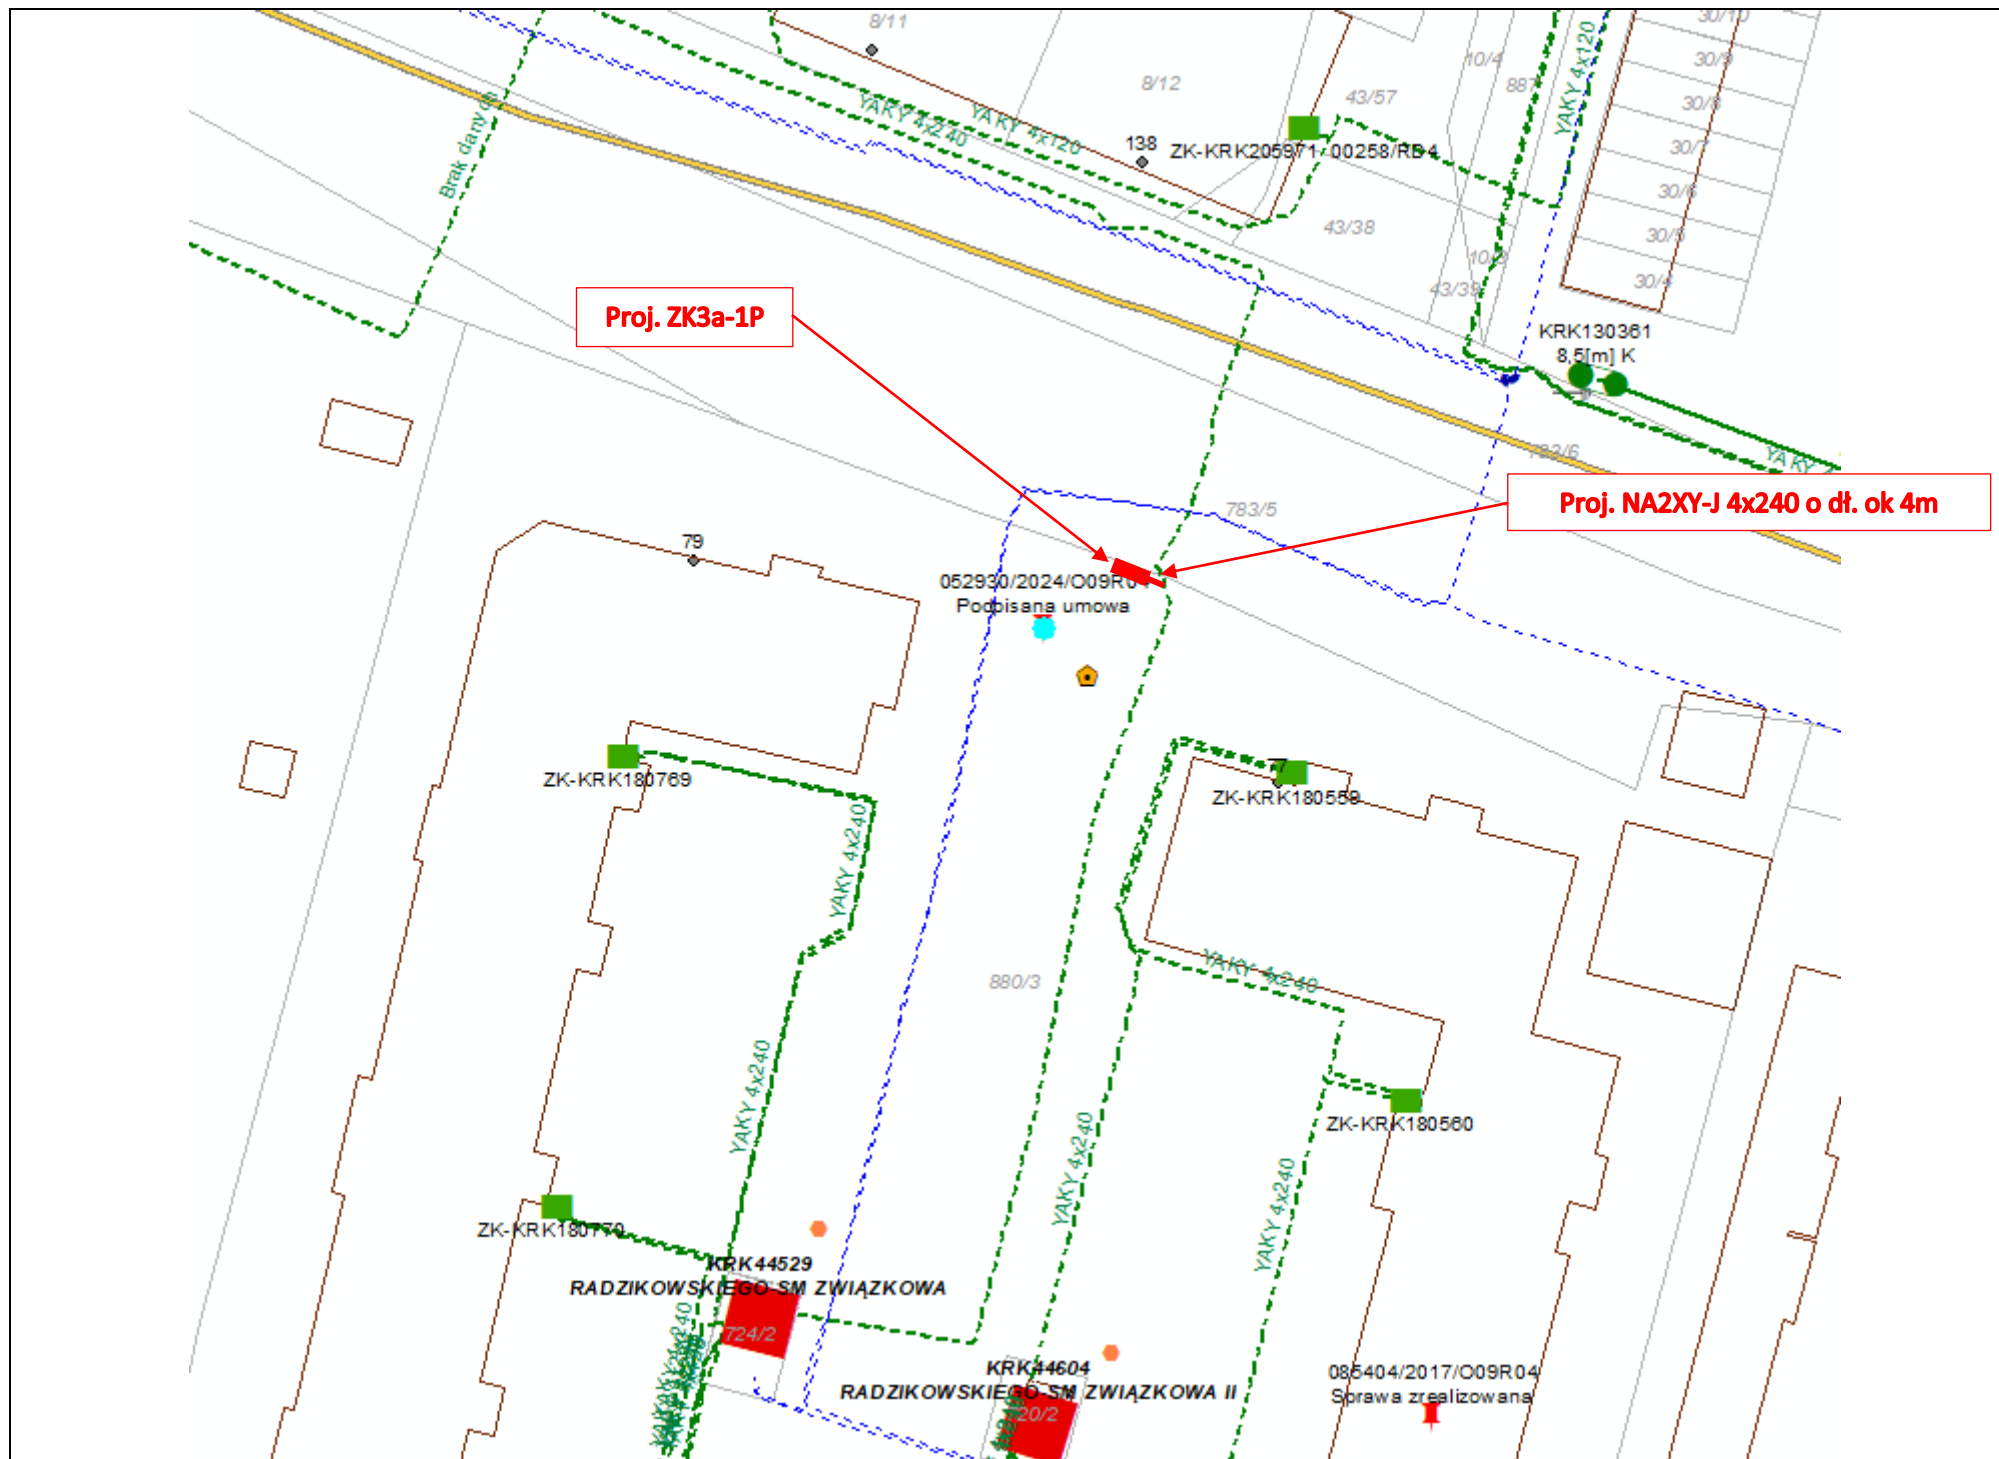 8/11
30/10
8/12
10/4
30/9
887
43/57
30/8
YAKY 4x120
Brak dany
YAKY 4x240
YAKY 4x120
138
ZK-KRK205971/00258/RD4
30/7
30/6
43/38
30/5
10/3
30/4
43/39
Proj. ZK3a-1P
KRK130361
8,5[m] K
783/6
YAKY
Proj. NA2XY-J 4x240 o dł. ok 4m
783/5
79
052930/2024/O09R04
Podpisana umowa
ZK-KRK180769
77
ZK-KRK180559
YAKY 4x240
YAKY 4x240
880/3
YAKY 4x240
YAKY 4x240
ZK-KRK180560
YAKY 4x240
ZK-KRK180770
KRK44529
RADZIKOWSKIEGO-SM ZWIĄZKOWA
724/2
KRK44604
RADZIKOWSKIEGO-SM ZWIĄZKOWA II
720/2
085404/2017/O09R04
Sprawa zrealizowana